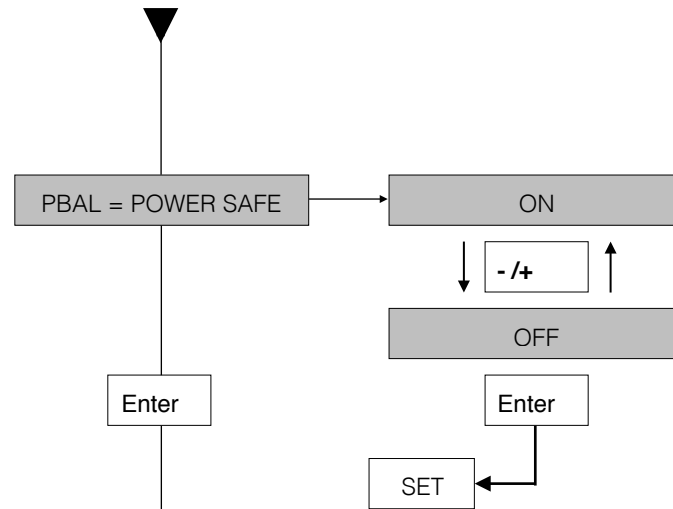 PBAL = POWER SAFE
ON
- /+
OFF
Enter
Enter
SET